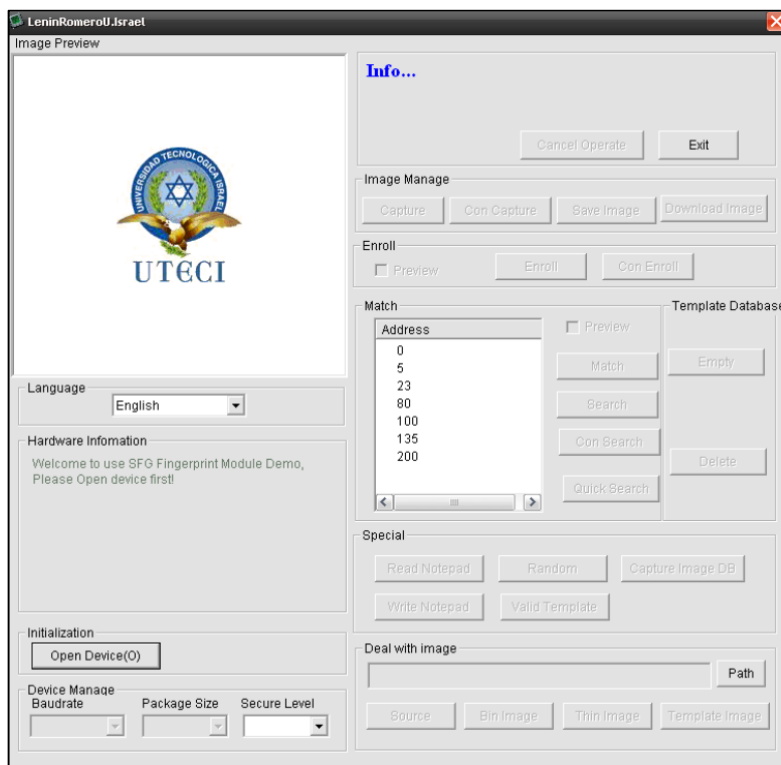 LeninRomeroU.Israel
Image Preview
UNIVERSIDAD TECNOLOGICA ISRAEL
UTECI
Language
English
Hardware Infomation
Welcome to use SFG Fingerprint Module Demo,
Please Open device first!
Initialization
Open Device(O)
Device Manage
Baudrate Package Size Secure Level
Info...
Cancel Operate Exit
Image Manage
Capture Con Capture Save Image Download Image
Enroll
Preview Enroll Con Enroll
Match
Address
0
5
23
80
100
135
200
Preview
Match
Search
Con Search
Quick Search
Template Database
Empty
Delete
Special
Read Notepad Random Capture Image DB
Write Notepad Valid Template
Deal with image
Path
Source Bin Image Thin Image Template Image